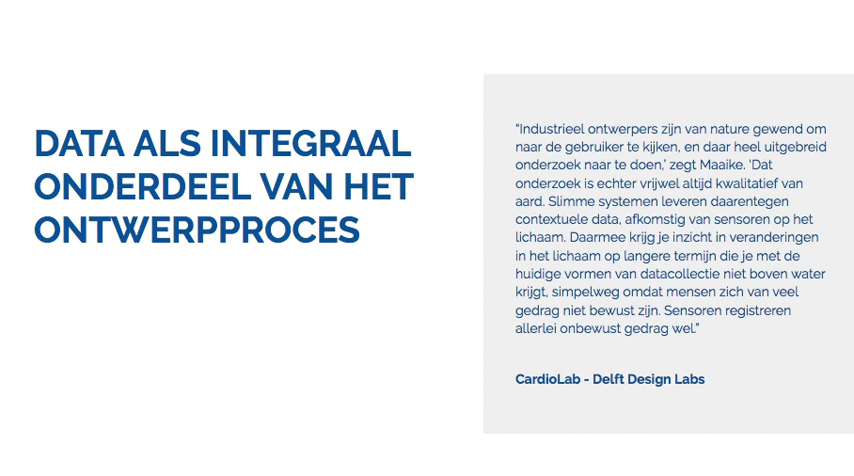 DATA ALS INTEGRAAL
ONDERDEEL VAN HET
ONTWERPPROCES
“Industrieel ontwerpers zijn van nature gewend om
naar de gebruiker te kijken, en daar heel uitgebreid
onderzoek naar te doen,’ zegt Maaike. ‘Dat
onderzoek is echter vrijwel altijd kwalitatief van
aard. Slimme systemen leveren daarentegen
contextuele data, afkomstig van sensoren op het
lichaam. Daarmee krijg je inzicht in veranderingen
in het lichaam op langere termijn die je met de
huidige vormen van datacollectie niet boven water
krijgt, simpelweg omdat mensen zich van veel
gedrag niet bewust zijn. Sensoren registreren
allerlei onbewust gedrag wel.”
CardioLab - Delft Design Labs